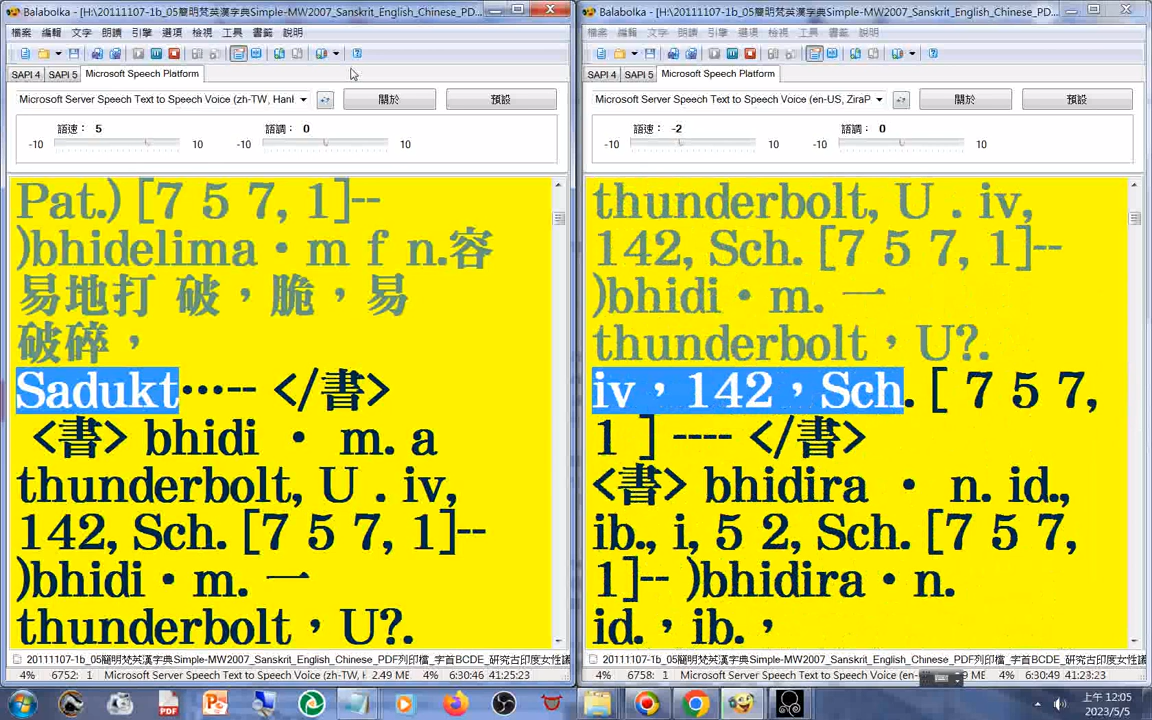 Balabolka - [H:\20111107-1b_05簡明梵英漢字典Simple-MW2007_Sanskrit_English_Chinese_PD...
檔案 編輯 文字 朗讀 引擎 選項 檢視 工具 書籤 說明
SAPI 4 SAPI 5 Microsoft Speech Platform
Microsoft Server Speech Text to Speech Voice (zh-TW, Hanl
關於 預設
語速： 5 語調： 0
-10 10 -10 10
Pat.) [7 5 7, 1]--
)bhidelima・m f n.容
易地打 破，脆，易
破碎，
Sadukt…-- </書>
<書> bhidi ・ m. a
thunderbolt, U . iv,
142, Sch. [7 5 7, 1]--
)bhidi・m. 一
thunderbolt，U?.
20111107-1b_05簡明梵英漢字典Simple-MW2007_Sanskrit_English_Chinese_PDF列印檔_字首BCDE_研究古印度女性議
4% 6752: 1 Microsoft Server Speech Text to Speech Voice (zh-TW, H 2.49 MB 4% 6:30:46 41:25:23
Balabolka - [H:\20111107-1b_05簡明梵英漢字典Simple-MW2007_Sanskrit_English_Chinese_PD...
檔案 編輯 文字 朗讀 引擎 選項 檢視 工具 書籤 說明
SAPI 4 SAPI 5 Microsoft Speech Platform
Microsoft Server Speech Text to Speech Voice (en-US, ZiraP
關於 預設
語速： -2 語調： 0
-10 10 -10 10
thunderbolt, U . iv,
142, Sch. [7 5 7, 1]--
)bhidi・m. 一
thunderbolt，U?.
iv，142，Sch. [ 7 5 7,
1 ] ---- </書>
<書> bhidira ・ n. id.,
ib., i, 5 2, Sch. [7 5 7,
1]-- )bhidira・n.
id.，ib.，
20111107-1b_05簡明梵英漢字典Simple-MW2007_Sanskrit_English_Chinese_PDF列印檔_字首BCDE_研究古印度女性議
4% 6758: 1 Microsoft Server Speech Text to Speech Voice (en-US, 9 MB 4% 6:30:49 41:23:23
上午 12:05
2023/5/5